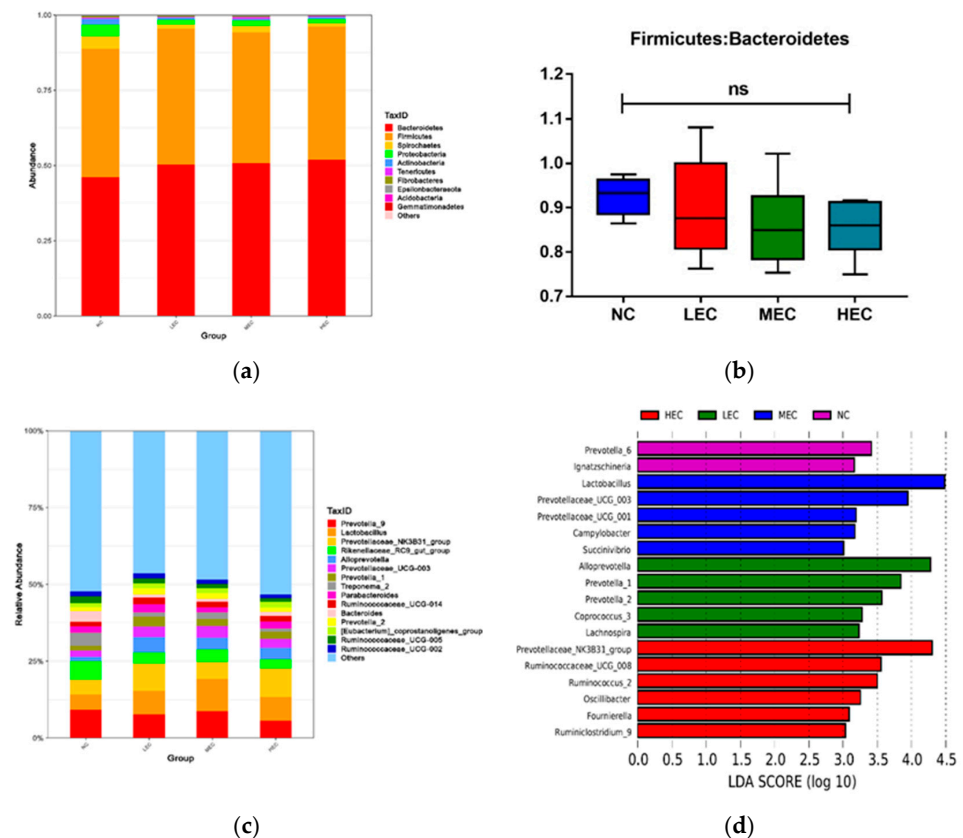 1.00
0.75
0.50
0.25
0.00
Abundance
NC
LEC
MEC
HEC
Group
TaxID
Bacteroidetes
Firmicutes
Spirochaetes
Proteobacteria
Actinobacteria
Tenericutes
Fibrobacteres
Epsilonbacteraeota
Acidobacteria
Gemmatimonadetes
Others
(a)
Firmicutes:Bacteroidetes
ns
1.2
1.1
1.0
0.9
0.8
0.7
NC LEC MEC HEC
(b)
100%
75%
50%
25%
0%
Relative Abundance
NC
LEC
MEC
HEC
Group
TaxID
Prevotella_9
Lactobacillus
Prevotellaceae_NK3B31_group
Rikenellaceae_RC9_gut_group
Alloprevotella
Prevotellaceae_UCG-003
Prevotella_1
Treponema_2
Parabacteroides
Ruminococcaceae_UCG-014
Bacteroides
Prevotella_2
[Eubacterium]_coprostanoligenes_group
Ruminococcaceae_UCG-005
Ruminococcaceae_UCG-002
Others
(c)
HEC LEC MEC NC
Prevotella_6
Ignatzschineria
Lactobacillus
Prevotellaceae_UCG_003
Prevotellaceae_UCG_001
Campylobacter
Succinivibrio
Alloprevotella
Prevotella_1
Prevotella_2
Coprococcus_3
Lachnospira
Prevotellaceae_NK3B31_group
Ruminococcaceae_UCG_008
Ruminococcus_2
Oscillibacter
Fournierella
Ruminiclostridium_9
0.0 0.5 1.0 1.5 2.0 2.5 3.0 3.5 4.0 4.5
LDA SCORE (log 10)
(d)